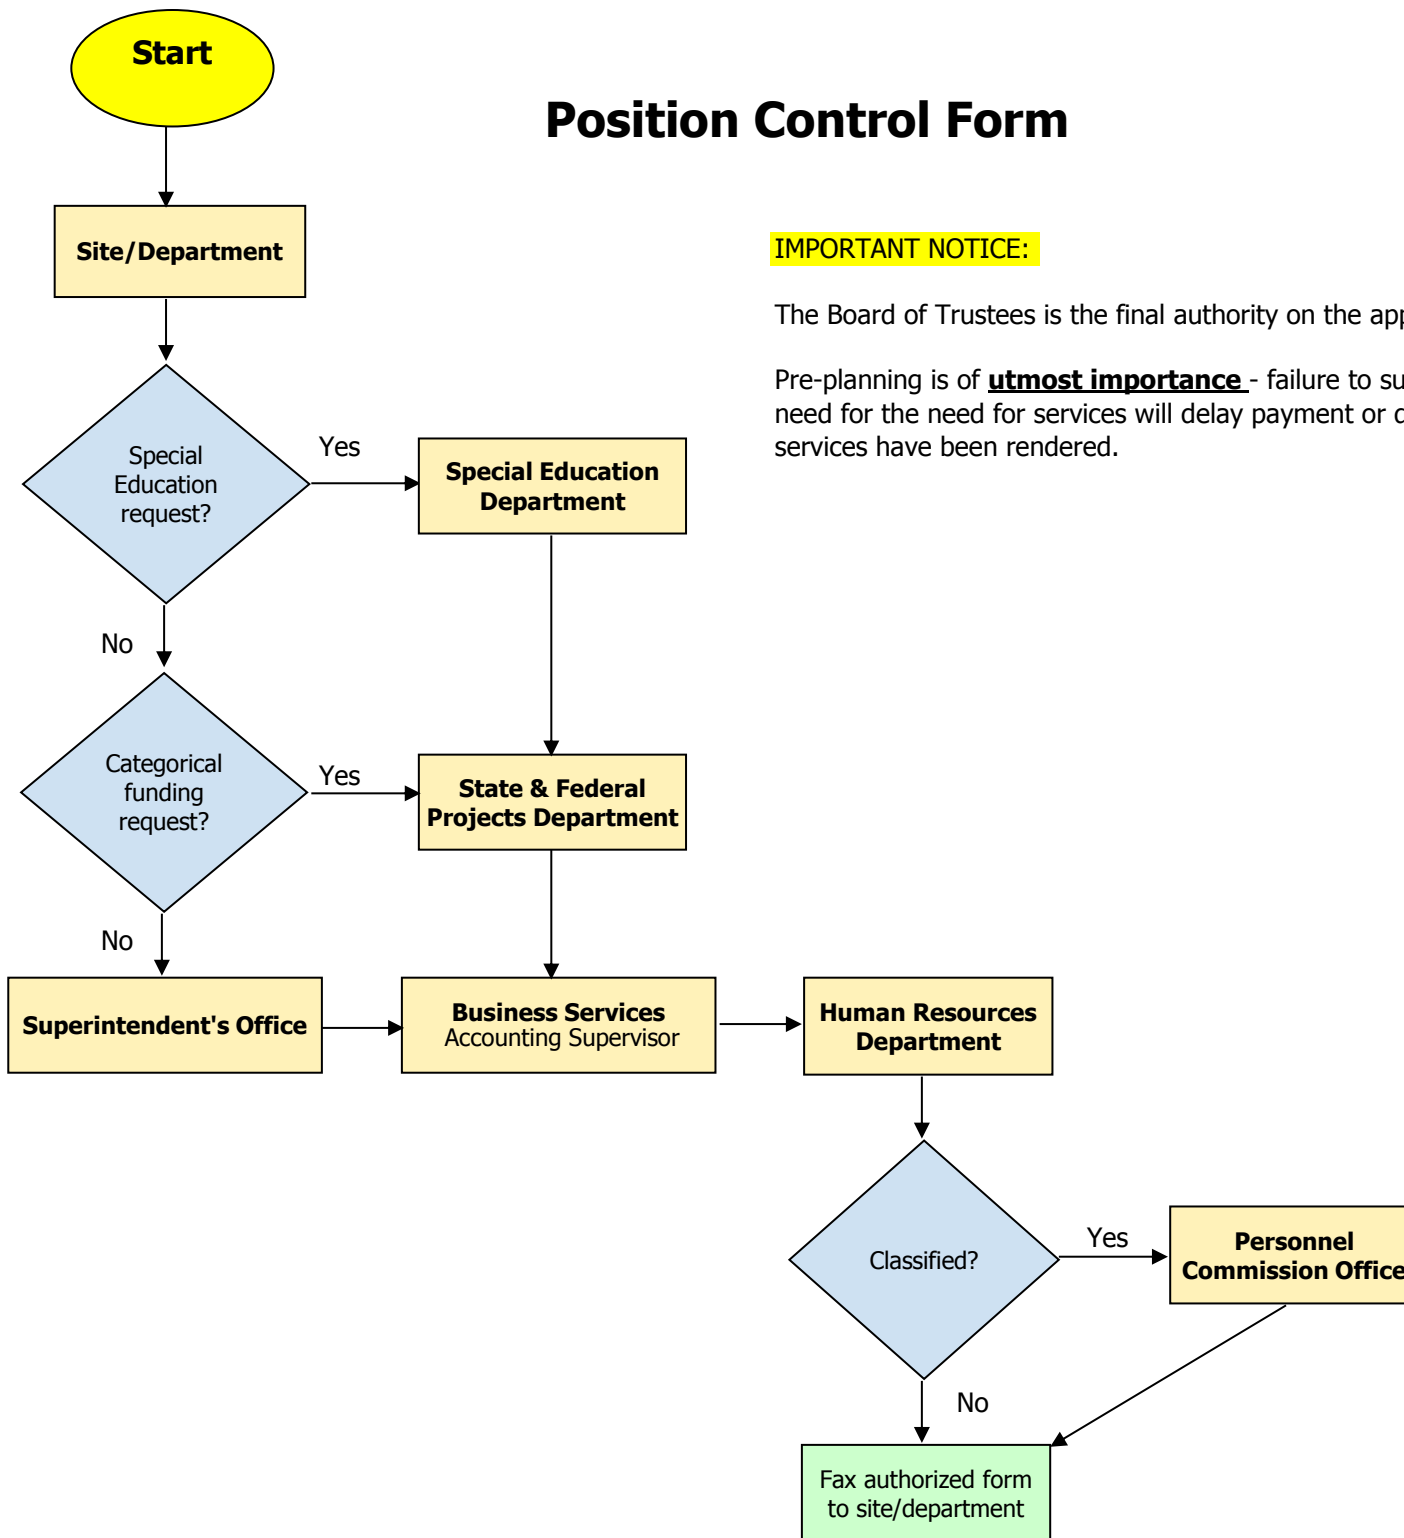 Start
Position Control Form
Site/Department
IMPORTANT NOTICE:
The Board of Trustees is the final authority on the
Pre-planning is of utmost importance - failure to
need for the need for services will delay payment or
services have been rendered.
Special
Education
request?
Yes
Special Education
Department
No
Categorical
funding
request?
Yes
State & Federal
Projects Department
No
Superintendent's Office
Business Services
Accounting Supervisor
Human Resources
Department
Classified?
Yes
Personnel
Commission Office
No
Fax authorized form
to site/department